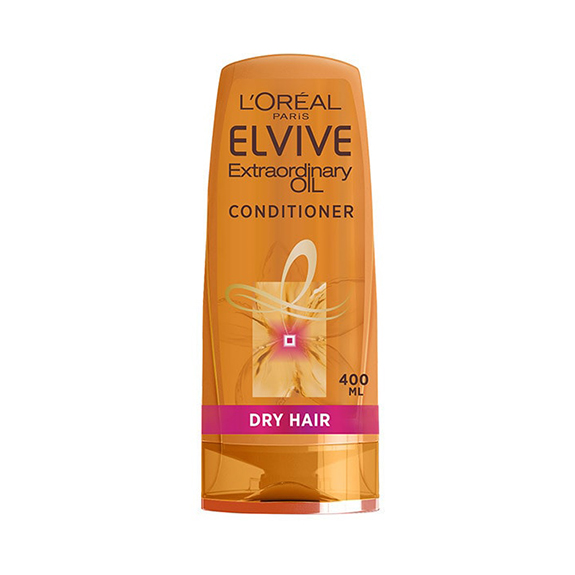 L'ORÉAL
PARIS
ELVIVE
Extraordinary
OIL
CONDITIONER
400
ML
DRY HAIR